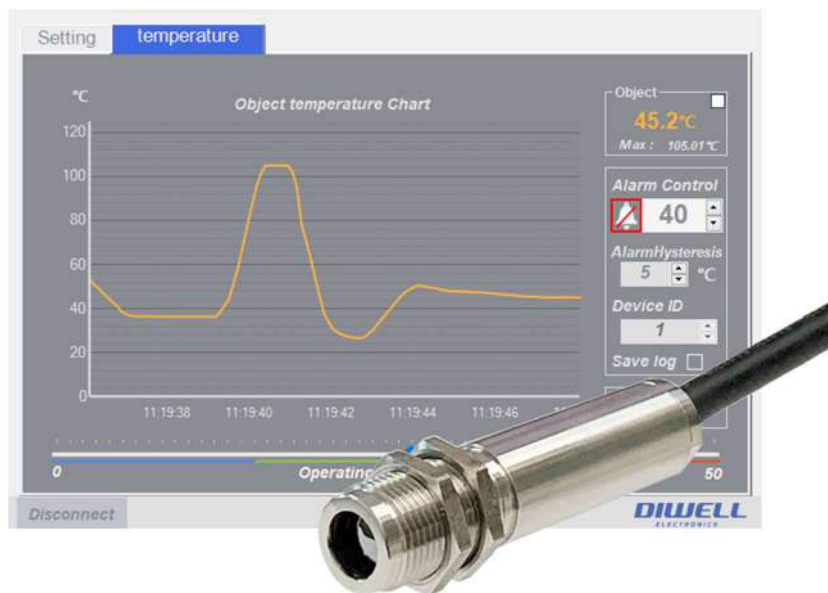 Setting
temperature
°C
Object temperature Chart
120
100
80
60
40
20
0
11:19:38
11:19:40
11:19:42
11:19:44
11:19:46
Object
45.2°C
Max : 105.01°C
Alarm Control
40
AlarmHysteresis
5
°C
Device ID
1
Save log
0
50
Disconnect
DIWELL
ELECTRONICS